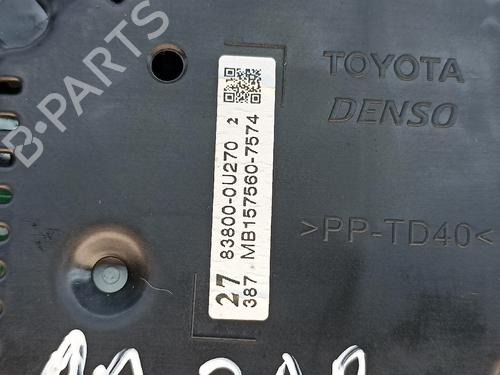 TOYOTA
DENSO
>PP-TD40<
27 83800-0U270 2
387 MB157560-7574
B-PARTS